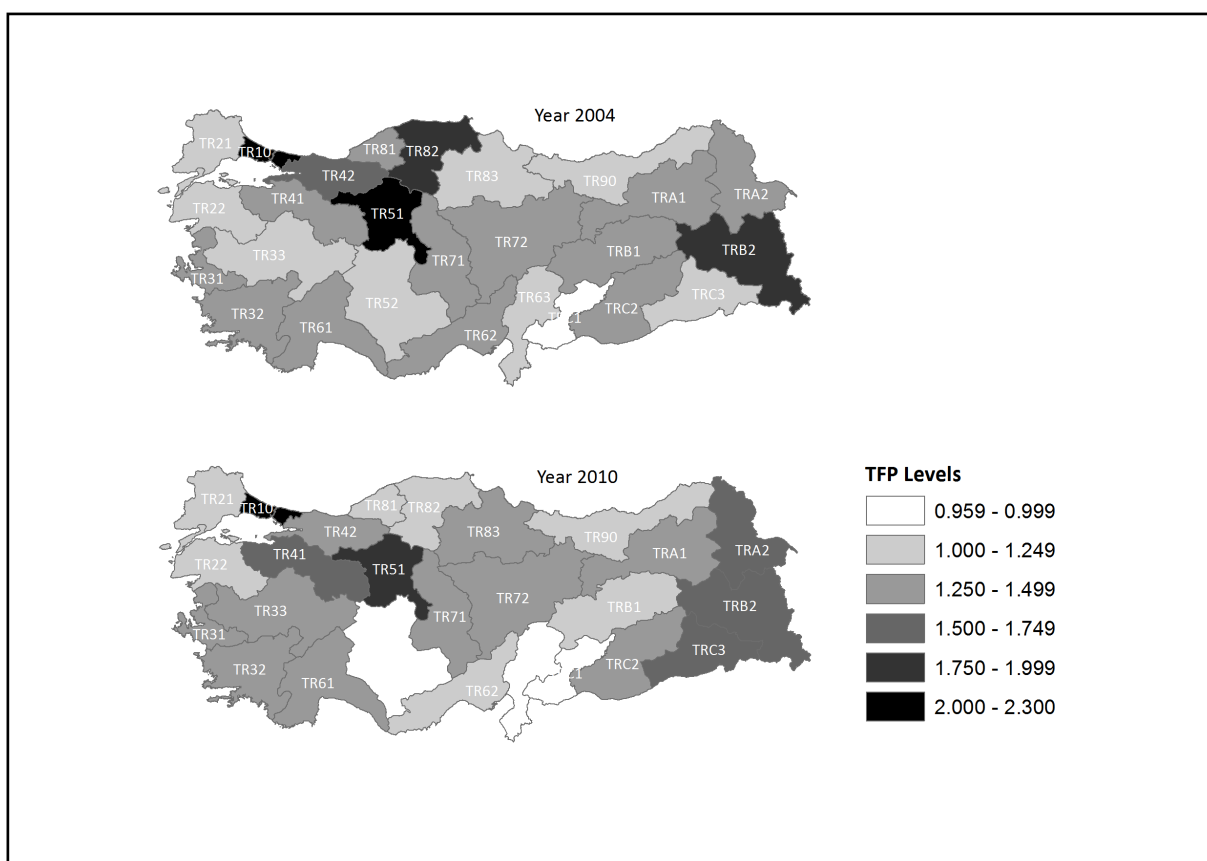 Year 2004
TR21
TR10
TR81
TR82
TR42
TR83
TR90
TRA1
TRA2
TR22
TR41
TR51
TR33
TR71
TR72
TRB1
TRB2
TR31
TR52
TR63
TRC3
TR32
TR61
TR62
TRC2
Year 2010
TR21
TR10
TR81
TR82
TR42
TR83
TR90
TRA1
TRA2
TR22
TR41
TR51
TR33
TR71
TR72
TRB1
TRB2
TR31
TR32
TR61
TR62
TRC2
TRC3
TFP Levels
0.959 - 0.999
1.000 - 1.249
1.250 - 1.499
1.500 - 1.749
1.750 - 1.999
2.000 - 2.300